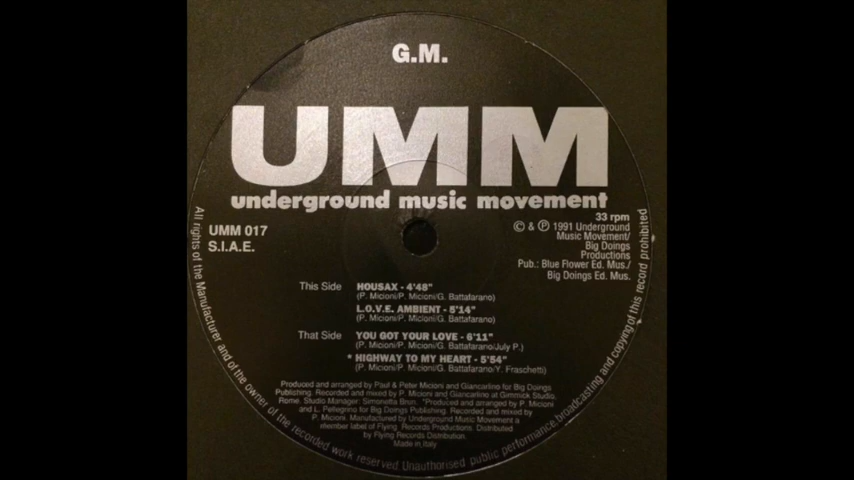 G.M.
UMM
underground music movement
33 rpm
UMM 017
S.I.A.E.
© & ℗ 1991 Underground
Music Movement/
Big Doings
Productions
Pub.: Blue Flower Ed. Mus./
Big Doings Ed. Mus.
This Side
HOUSAX - 4'48"
(P. Micioni/P. Micioni/G. Battafarano)
L.O.V.E. AMBIENT - 5'14"
(P. Micioni/P. Micioni/G. Battafarano)
That Side
YOU GOT YOUR LOVE - 6'11"
(P. Micioni/P. Micioni/G. Battafarano/July P.)
* HIGHWAY TO MY HEART - 5'54"
(P. Micioni/P. Micioni/G. Battafarano/Y. Fraschetti)
Produced and arranged by Paul & Peter Micioni and Giancarlino for Big Doings
Publishing. Recorded and mixed by P. Micioni and Giancarlo at Gimmick Studio,
Rome. Studio Manager: Simonetta Brun. *Produced and arranged by P. Micioni
and L. Pellegrino for Big Doings Publishing. Recorded and mixed by
P. Micioni. Manufactured by Underground Music Movement a
member label of Flying Records Productions. Distributed
by Flying Records Distribution.
Made in Italy
All rights of the Manufacturer and of the owner of the recorded work reserved. Unauthorised public performance, broadcasting and copying of this record prohibited